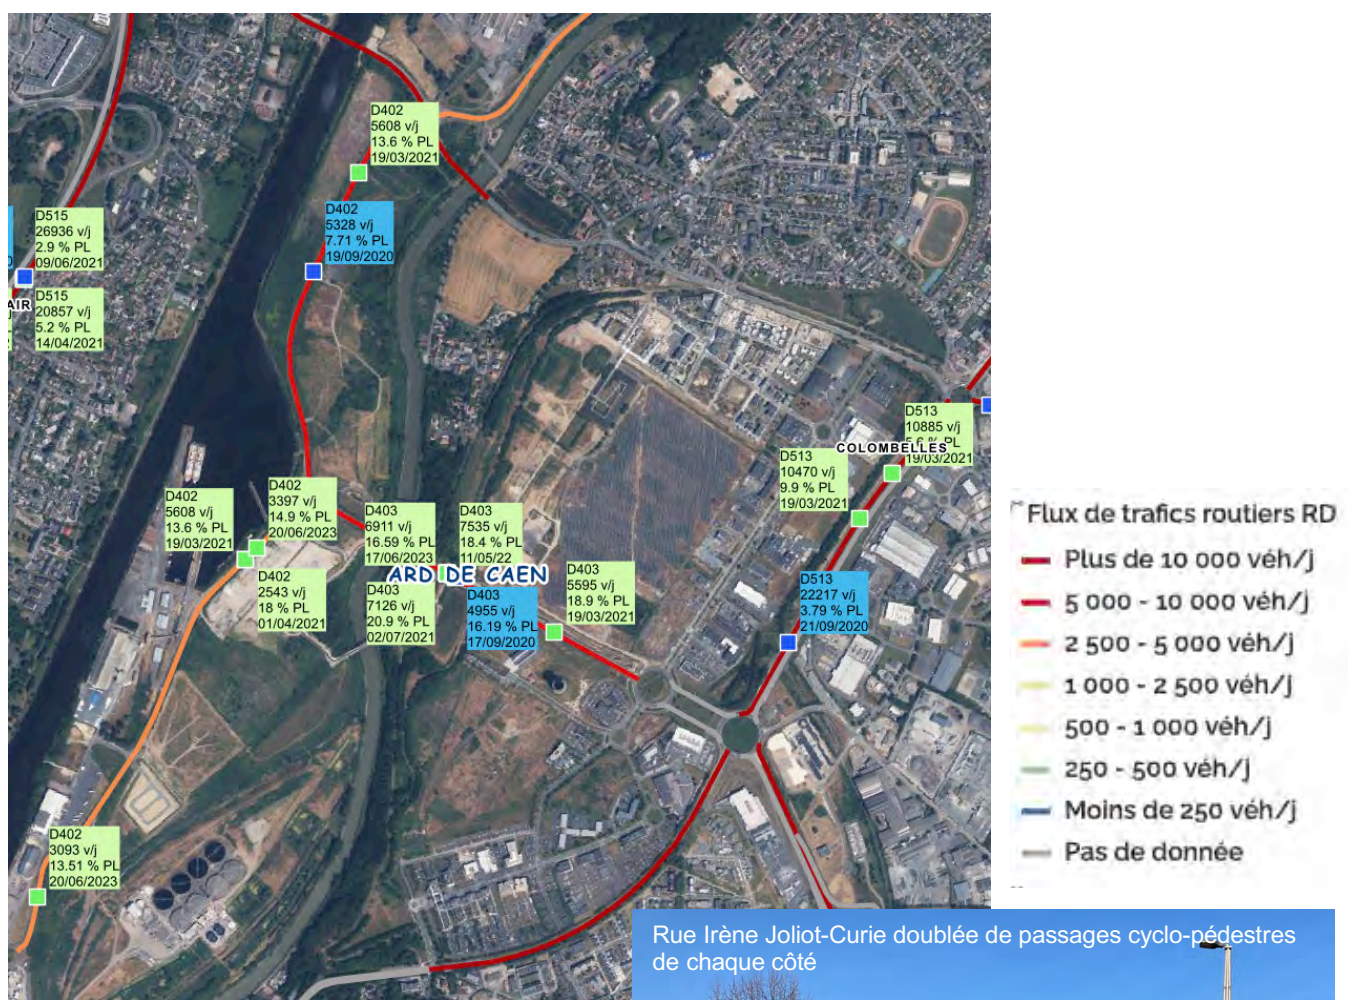 D402
5608 v/j
13.6 % PL
19/03/2021
D402
5328 v/j
7.71 % PL
19/09/2020
D515
26936 v/j
2.9 % PL
09/06/2021
AIR
D515
20857 v/j
5.2 % PL
14/04/2021
D513
10885 v/j
5.6 % PL
19/03/2021
COLOMBELLES
D513
10470 v/j
9.9 % PL
19/03/2021
D402
5608 v/j
13.6 % PL
19/03/2021
D402
3397 v/j
14.9 % PL
20/06/2023
D403
6911 v/j
16.59 % PL
17/06/2023
D403
7535 v/j
18.4 % PL
11/05/22
ARD DE CAEN
D402
2543 v/j
18 % PL
01/04/2021
D403
7126 v/j
20.9 % PL
02/07/2021
D403
4955 v/j
16.19 % PL
17/09/2020
D403
5595 v/j
18.9 % PL
19/03/2021
D513
22217 v/j
3.79 % PL
21/09/2020
D402
3093 v/j
13.51 % PL
20/06/2023
Flux de trafics routiers RD
Plus de 10 000 véh/j
5 000 - 10 000 véh/j
2 500 - 5 000 véh/j
1 000 - 2 500 véh/j
500 - 1 000 véh/j
250 - 500 véh/j
Moins de 250 véh/j
Pas de donnée
Rue Irène Joliot-Curie doublée de passages cyclo-pédestres
de chaque côté